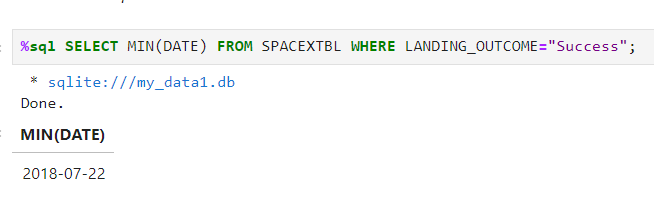 %sql SELECT MIN(DATE) FROM SPACEXTBL WHERE LANDING_OUTCOME="Success";
* sqlite:///my_data1.db
Done.
MIN(DATE)
2018-07-22